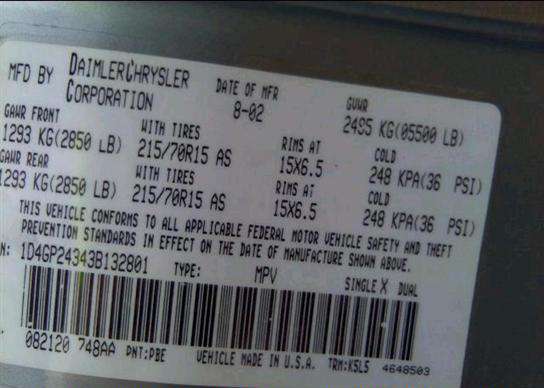 MFD BY DAIMLERCHRYSLER CORPORATION DATE OF MFR 8-02 GVWR 2495 KG(05500 LB)
GAWR FRONT WITH TIRES RIMS AT COLD
1293 KG(2850 LB) 215/70R15 AS 15X6.5 248 KPA(36 PSI)
GAWR REAR WITH TIRES RIMS AT COLD
1293 KG(2850 LB) 215/70R15 AS 15X6.5 248 KPA(36 PSI)
THIS VEHICLE CONFORMS TO ALL APPLICABLE FEDERAL MOTOR VEHICLE SAFETY AND THEFT
PREVENTION STANDARDS IN EFFECT ON THE DATE OF MANUFACTURE SHOWN ABOVE.
N: 1D4GP24343B132801 TYPE: MPV SINGLE X DUAL
082120 748AA PNT:PBE VEHICLE MADE IN U.S.A. TRM:K5L5 4648503